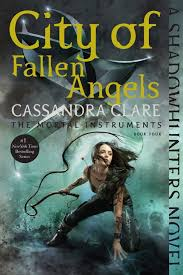 City of
Fallen
Angels
CASSANDRA CLARE
THE MORTAL INSTRUMENTS
BOOK FOUR
#1
New York Times
Bestselling
Series
A SHADOWHUNTERS NOVEL